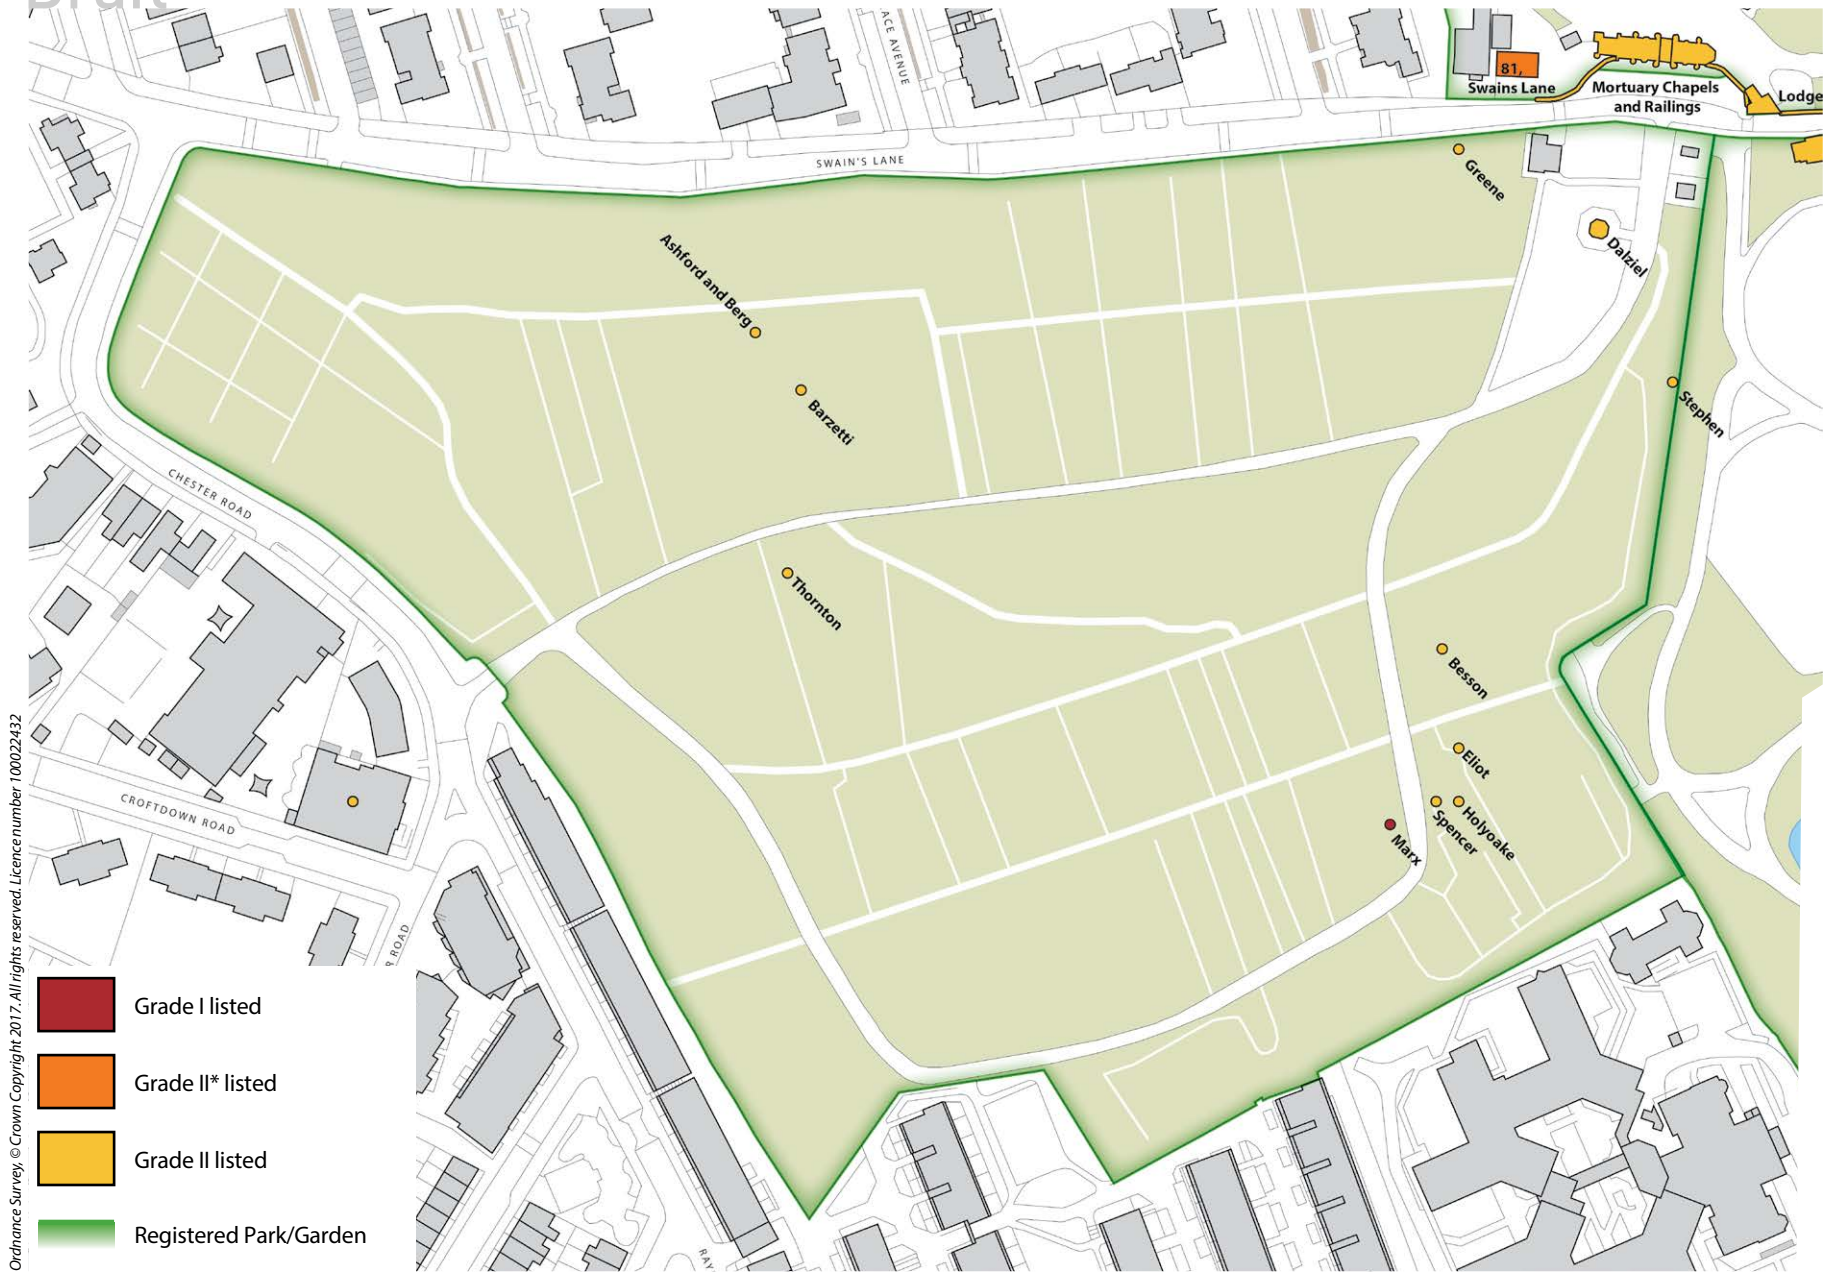 Draft
ACE AVENUE
81,
Swains Lane
Mortuary Chapels
and Railings
Lodge
SWAIN'S LANE
Greene
Dalziel
Ashford and Berg
Barzetti
Stephen
CHESTER ROAD
Thornton
Besson
Eliot
Holyoake
Spencer
Marx
CROFTDOWN ROAD
R ROAD
RAY
Grade I listed
Grade II* listed
Grade II listed
Registered Park/Garden
Ordnance Survey, © Crown Copyright 2017. All rights reserved. Licence number 100022432